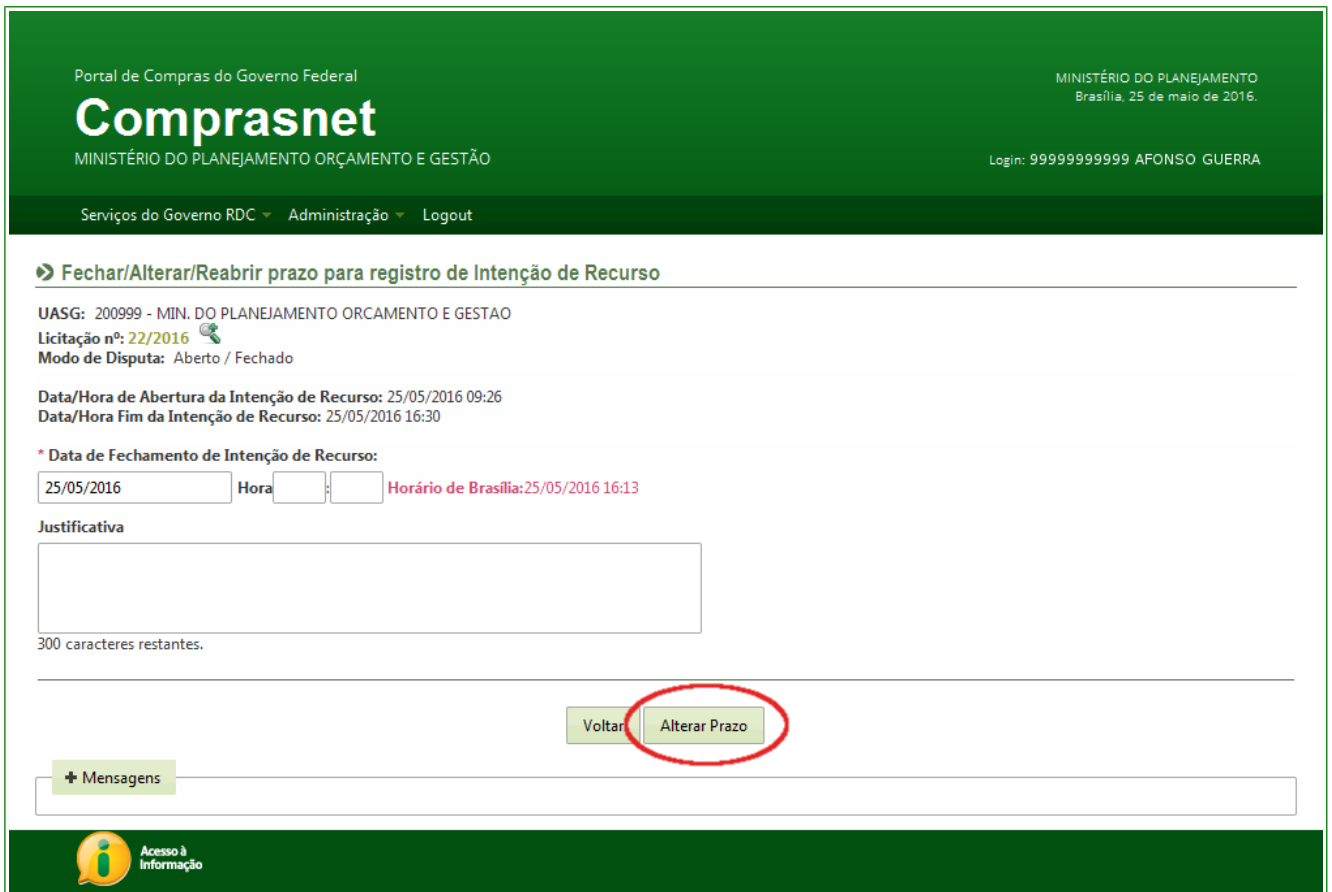 Portal de Compras do Governo Federal
MINISTÉRIO DO PLANEJAMENTO
Brasília, 25 de maio de 2016.
Comprasnet
MINISTÉRIO DO PLANEJAMENTO ORÇAMENTO E GESTÃO
Login: 99999999999 AFONSO GUERRA
Serviços do Governo RDC Administração Logout
Fechar/Alterar/Reabrir prazo para registro de Intenção de Recurso
UASG: 200999 - MIN. DO PLANEJAMENTO ORCAMENTO E GESTAO
Licitação nº: 22/2016
Modo de Disputa: Aberto / Fechado
Data/Hora de Abertura da Intenção de Recurso: 25/05/2016 09:26
Data/Hora Fim da Intenção de Recurso: 25/05/2016 16:30
* Data de Fechamento de Intenção de Recurso:
25/05/2016 Hora : Horário de Brasília:25/05/2016 16:13
Justificativa
300 caracteres restantes.
Voltar Alterar Prazo
+ Mensagens
Acesso à
Informação